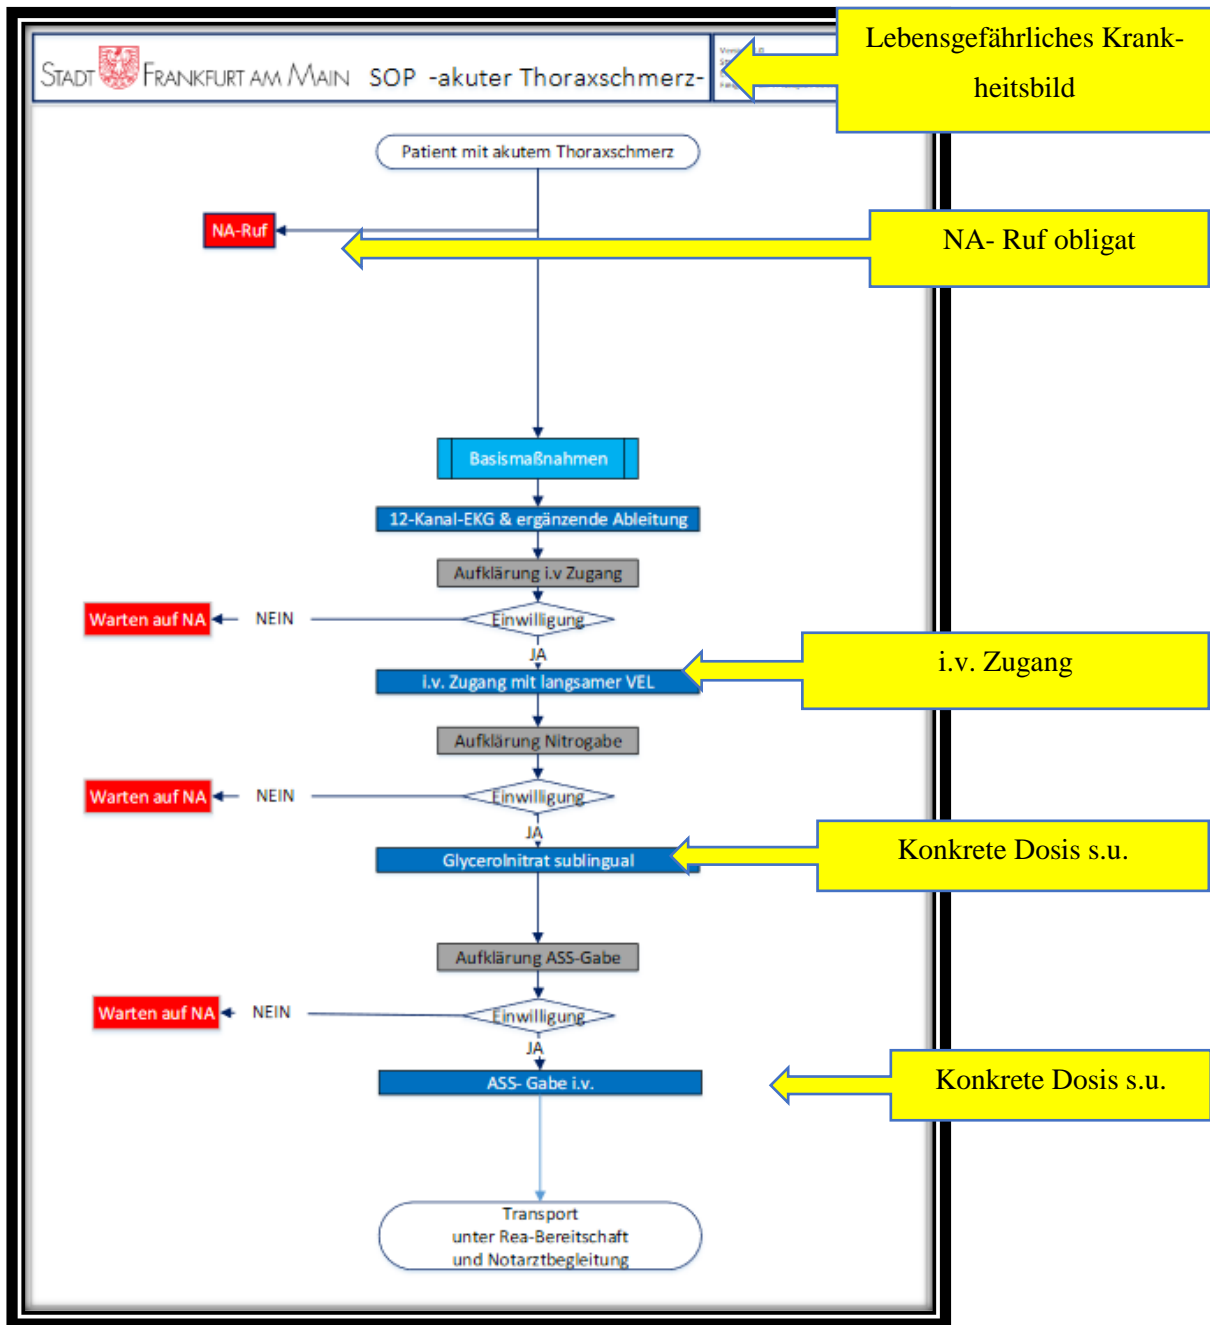 STADT FRANKFURT AM MAIN SOP -akuter Thoraxschmerz-
Lebensgefährliches Krank-
heitsbild
Patient mit akutem Thoraxschmerz
NA-Ruf
NA- Ruf obligat
Basismaßnahmen
12-Kanal-EKG & ergänzende Ableitung
Aufklärung i.v Zugang
Warten auf NA
NEIN
Einwilligung
JA
i.v. Zugang mit langsamer VEL
i.v. Zugang
Aufklärung Nitrogabe
Warten auf NA
NEIN
Einwilligung
JA
Glycerolnitrat sublingual
Konkrete Dosis s.u.
Aufklärung ASS-Gabe
Warten auf NA
NEIN
Einwilligung
JA
ASS- Gabe i.v.
Konkrete Dosis s.u.
Transport
unter Rea-Bereitschaft
und Notarztbegleitung